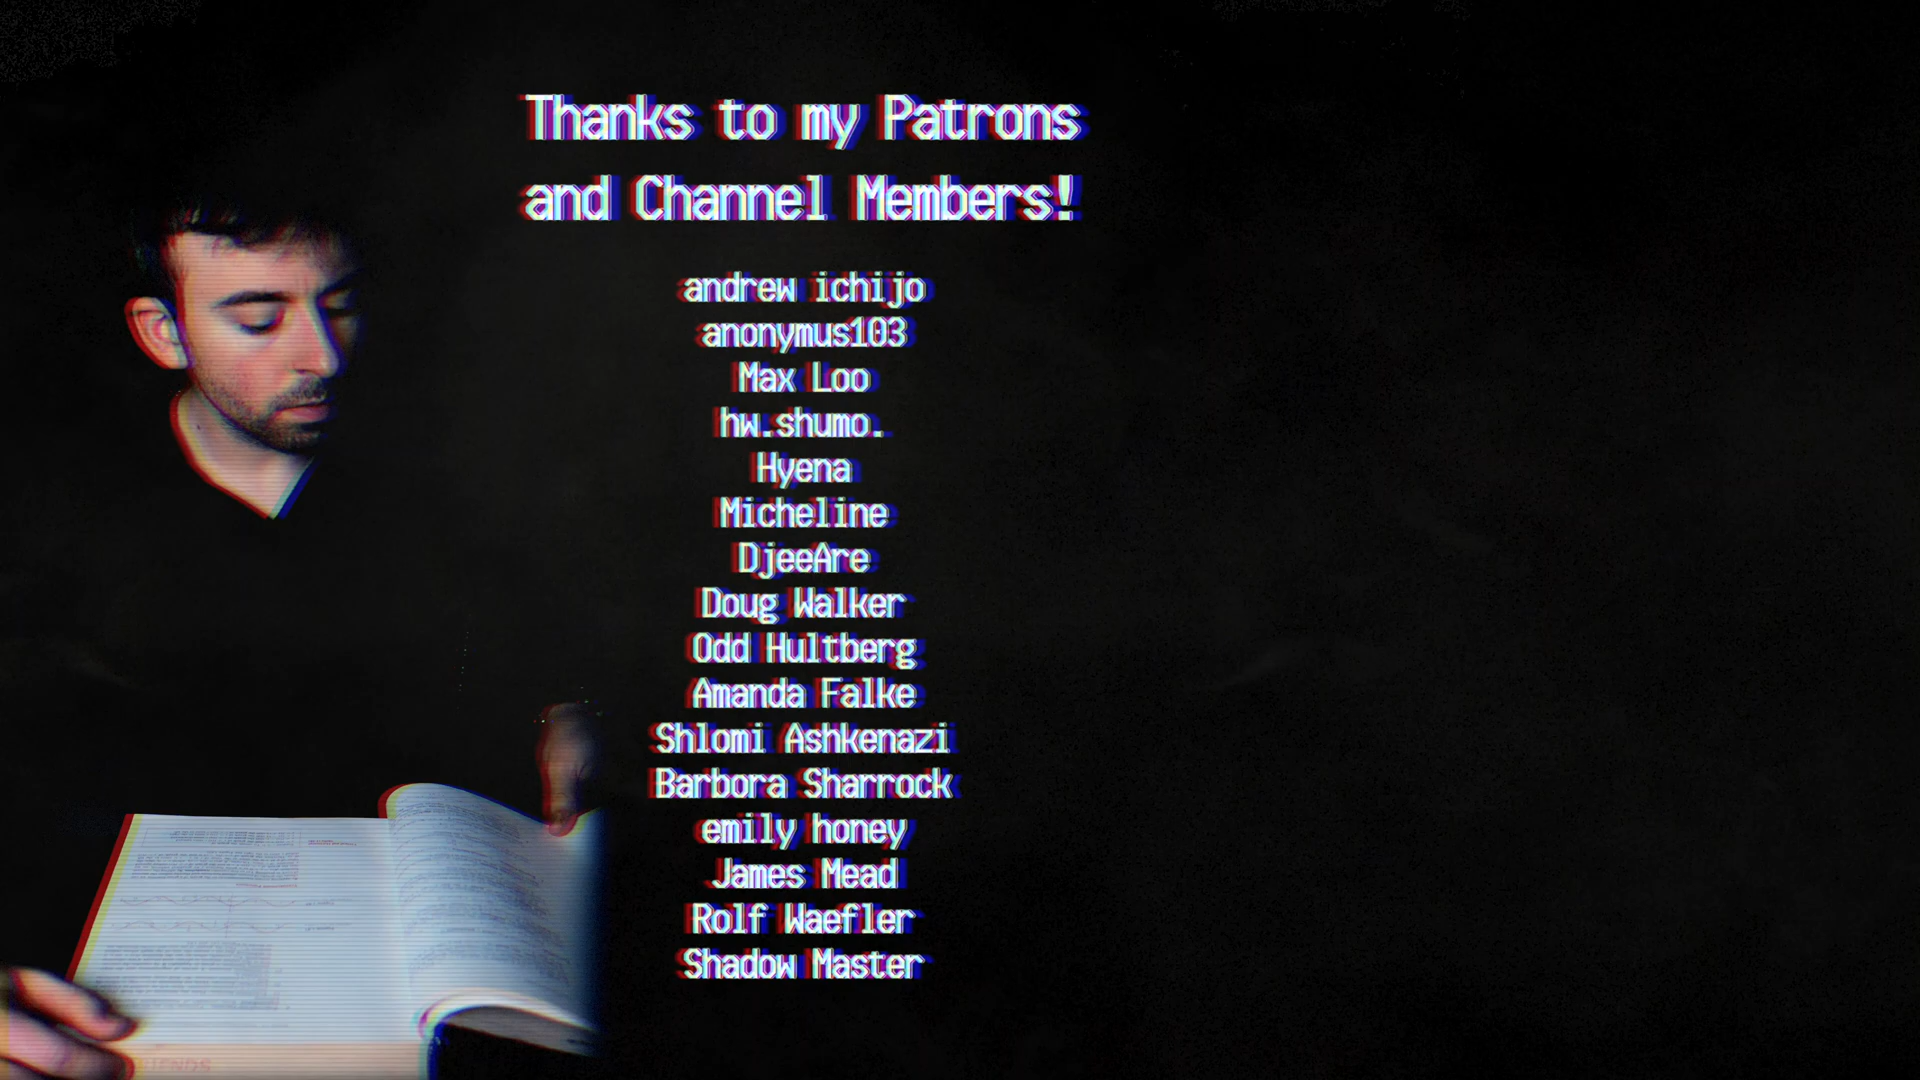 Thanks to my Patrons
and Channel Members!
andrew ichijo
anonymus103
Max Loo
hw.shumo.
Hyena
Micheline
DjeeAre
Doug Walker
Odd Hultberg
Amanda Falke
Shlomi Ashkenazi
Barbora Sharrock
emily honey
James Mead
Rolf Waefler
Shadow Master